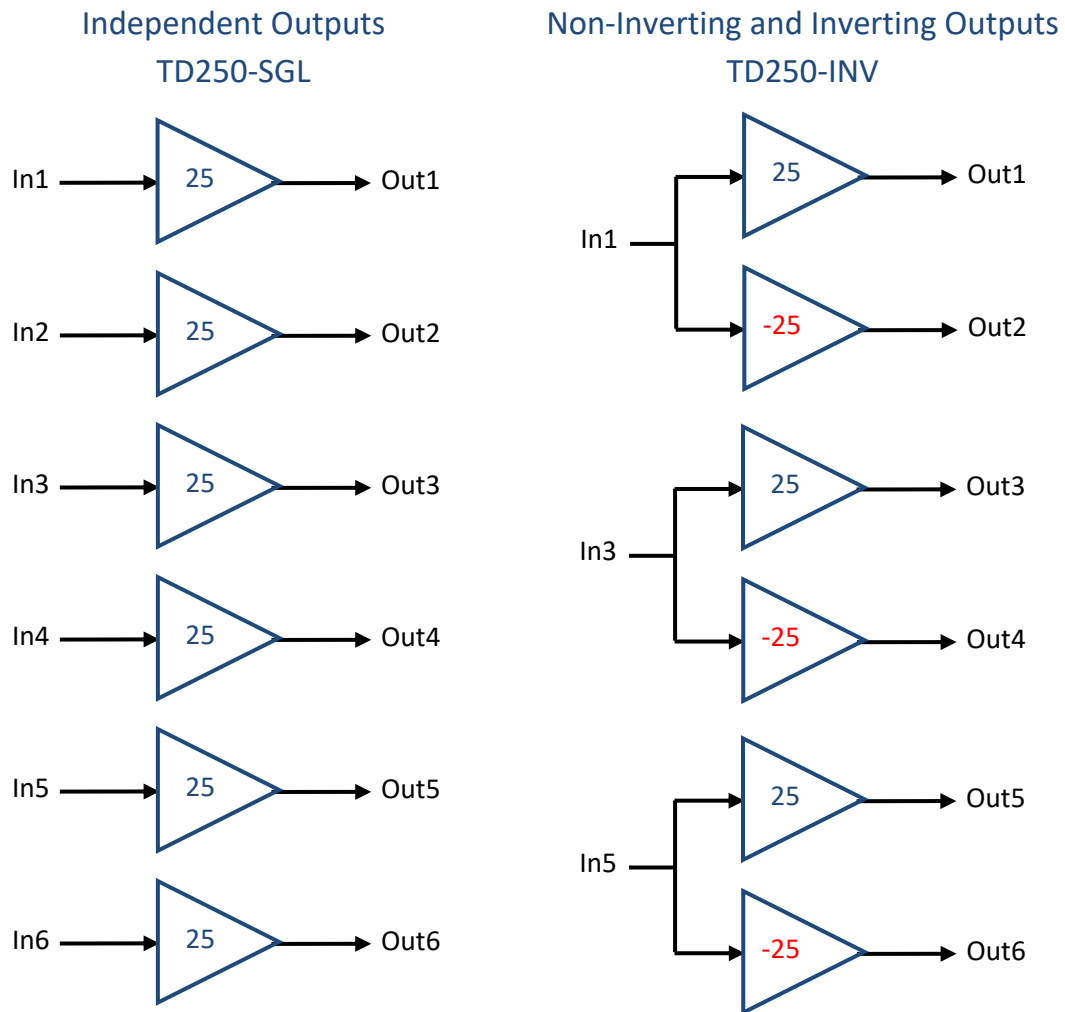 Independent Outputs
TD250-SGL
In1
25
Out1
In2
25
Out2
In3
25
Out3
In4
25
Out4
In5
25
Out5
In6
25
Out6
Non-Inverting and Inverting Outputs
TD250-INV
In1
25
Out1
-25
Out2
In3
25
Out3
-25
Out4
In5
25
Out5
-25
Out6